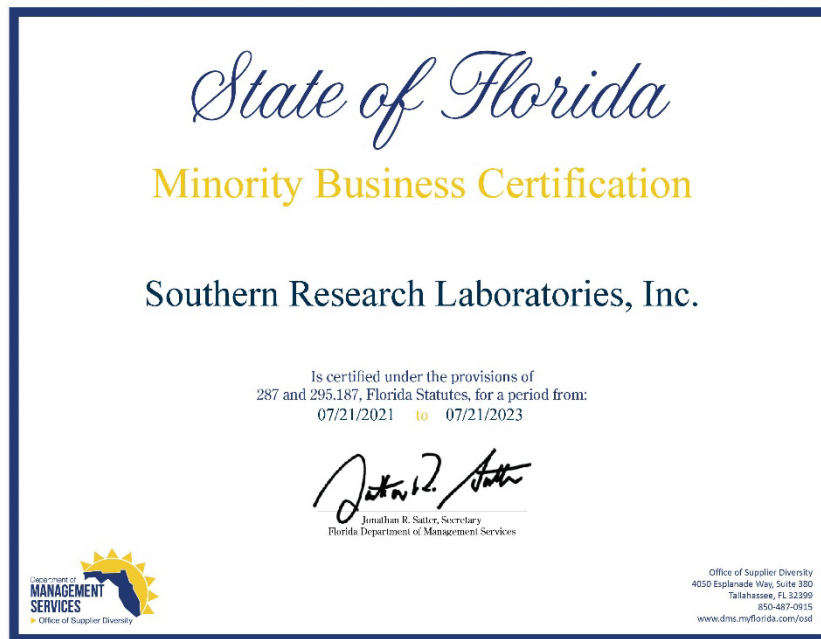 State of Florida
Minority Business Certification
Southern Research Laboratories, Inc.
Is certified under the provisions of
287 and 295.187, Florida Statutes, for a period from:
07/21/2021 to 07/21/2023
Jonathan R. Satter, Secretary
Florida Department of Management Services
Department of
MANAGEMENT
SERVICES
Office of Supplier Diversity
Office of Supplier Diversity
4050 Esplanade Way, Suite 380
Tallahassee, FL 32399
850-487-0915
www.dms.myflorida.com/osd